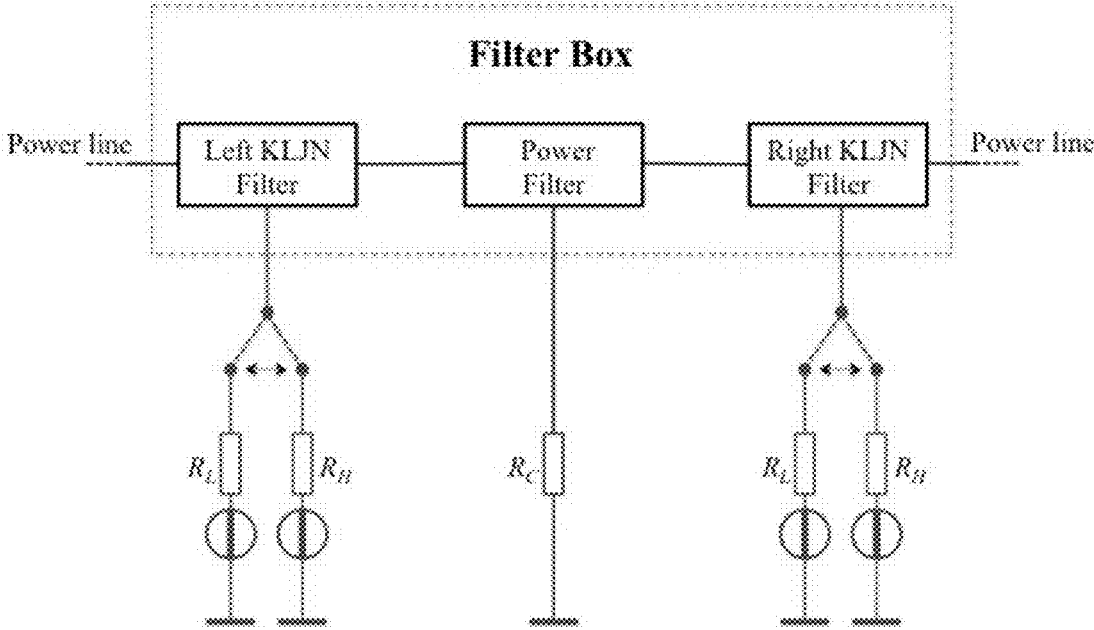 Filter Box
Power line
Left KLJN
Filter
Power
Filter
Right KLJN
Filter
Power line
R_L
R_H
R_C
R_L
R_H